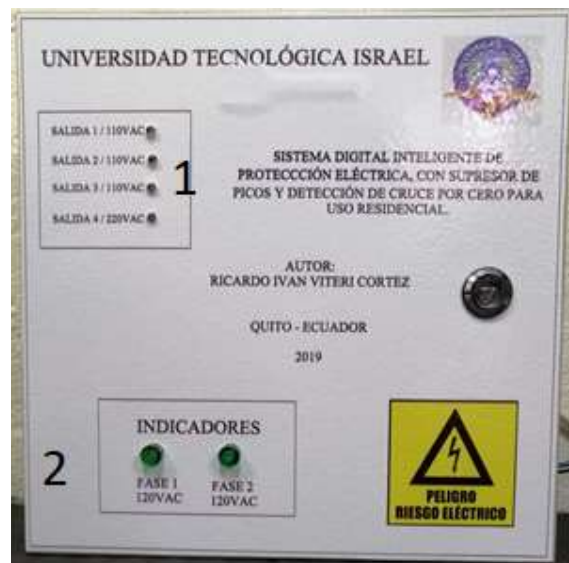 UNIVERSIDAD TECNOLÓGICA ISRAEL
SALIDA 1 / 110VAC
SALIDA 2 / 110VAC
SALIDA 3 / 110VAC
SALIDA 4 / 220VAC
1
SISTEMA DIGITAL INTELIGENTE DE
PROTECCCIÓN ELÉCTRICA, CON SUPRESOR DE
PICOS Y DETECCIÓN DE CRUCE POR CERO PARA
USO RESIDENCIAL.
AUTOR:
RICARDO IVAN VITERI CORTEZ
QUITO - ECUADOR
2019
2
INDICADORES
FASE 1
120VAC
FASE 2
120VAC
PELIGRO
RIESGO ELÉCTRICO